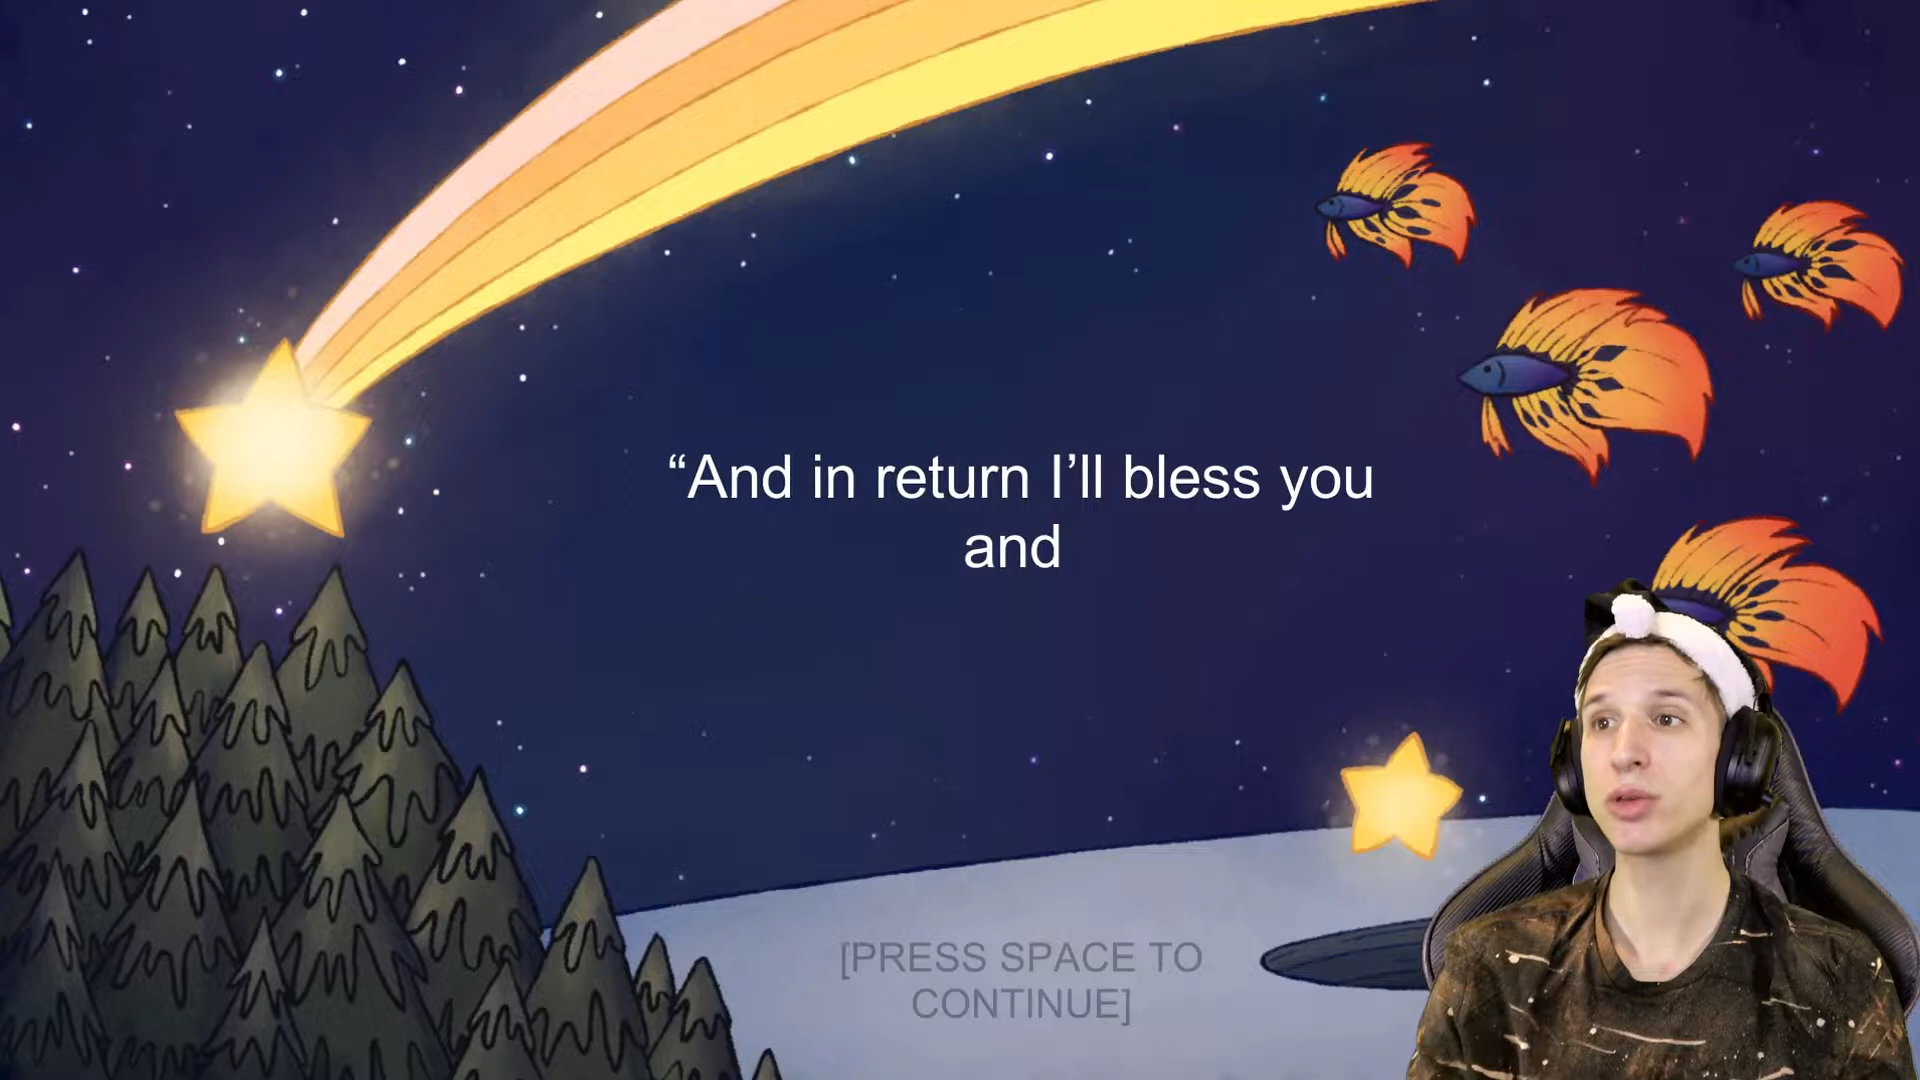 “And in return I’ll bless you
and
[PRESS SPACE TO
CONTINUE]